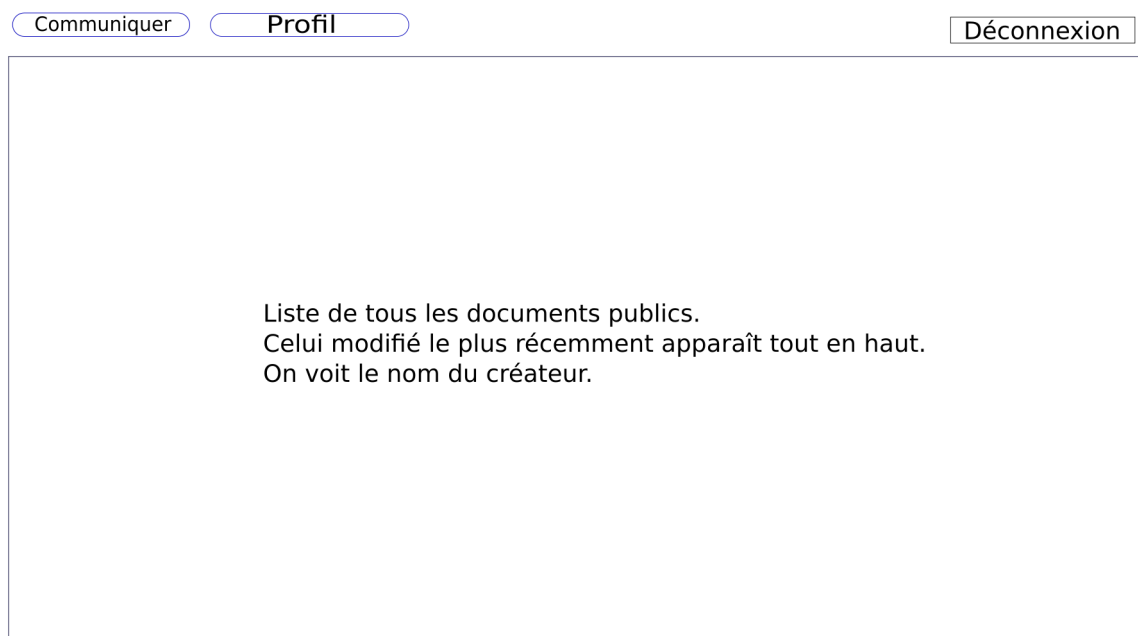 Communiquer
Profil
Déconnexion
Liste de tous les documents publics.
Celui modifié le plus récemment apparaît tout en haut.
On voit le nom du créateur.